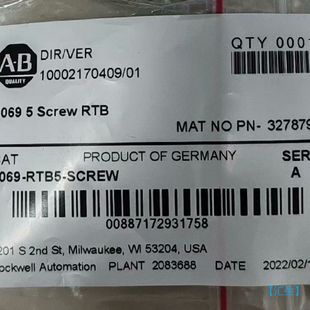 A-B
QUALITY
DIR/VER
10002170409/01
QTY 0001
069 5 Screw RTB
MAT NO PN- 327879
CAT
PRODUCT OF GERMANY
SER
069-RTB5-SCREW
A
00887172931758
201 S 2nd St, Milwaukee, WI 53204, USA
ockwell Automation PLANT 2083688 DATE 2022/02/1